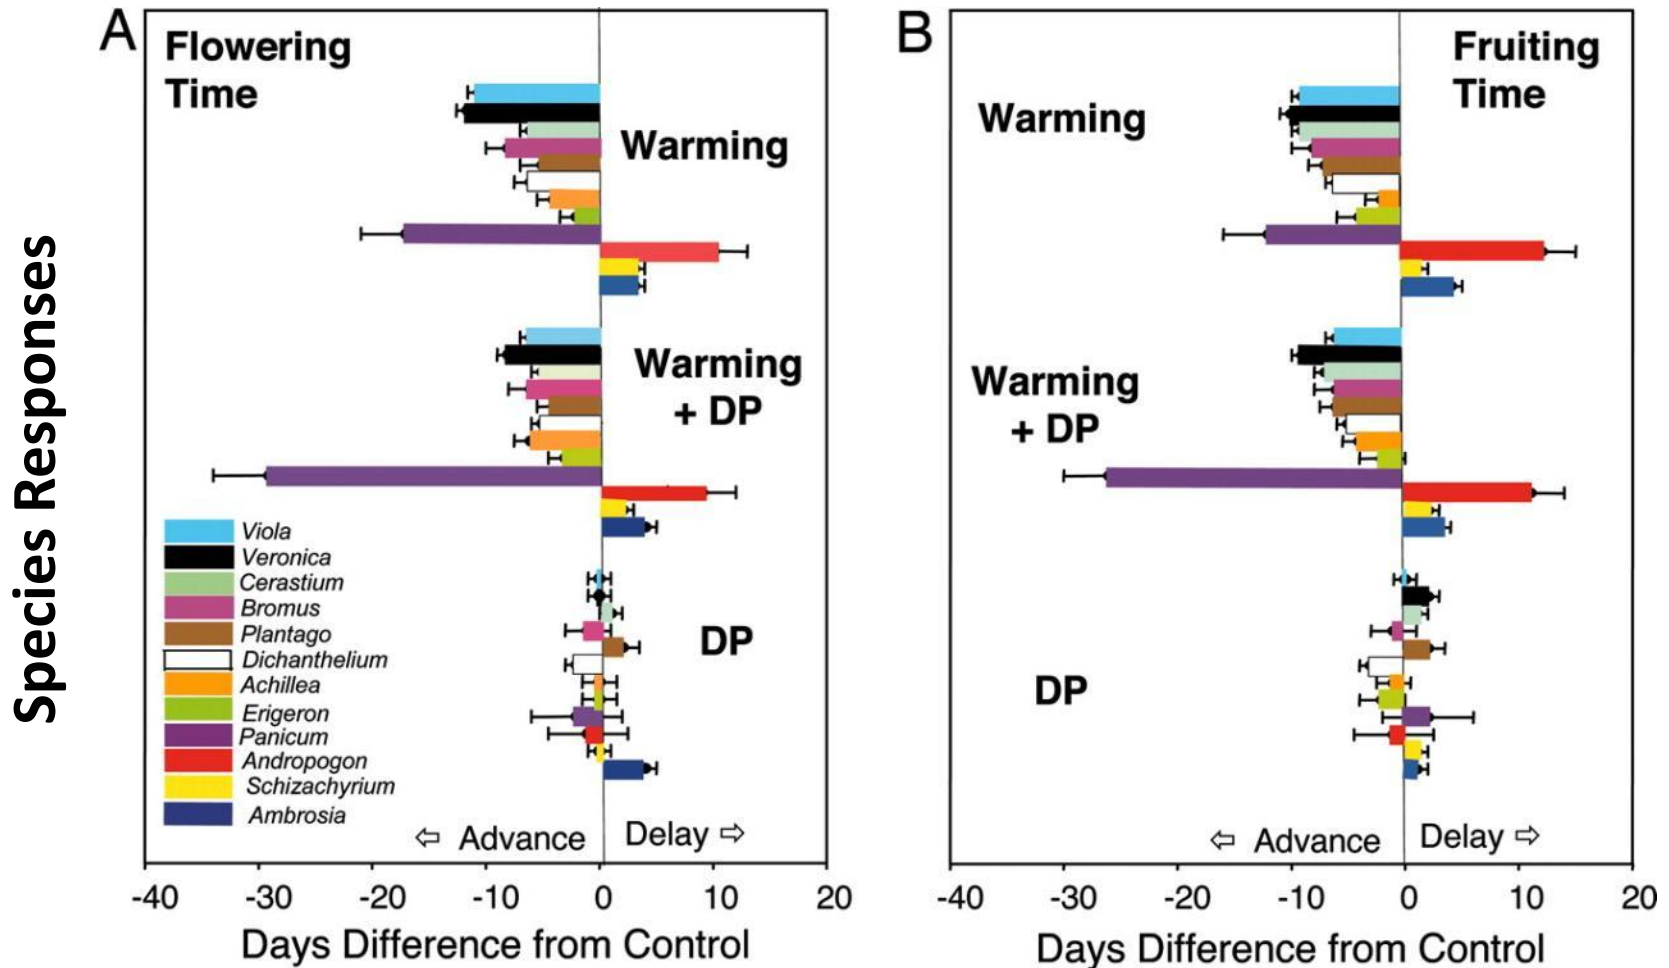 Species Responses
A
Flowering
Time
Warming
Warming
+ DP
DP
Viola
Veronica
Cerastium
Bromus
Plantago
Dichanthelium
Achillea
Erigeron
Panicum
Andropogon
Schizachyrium
Ambrosia
⇦ Advance
Delay ⇨
-40 -30 -20 -10 0 10 20
Days Difference from Control
B
Fruiting
Time
Warming
Warming
+ DP
DP
⇦ Advance
Delay ⇨
-40 -30 -20 -10 0 10 20
Days Difference from Control